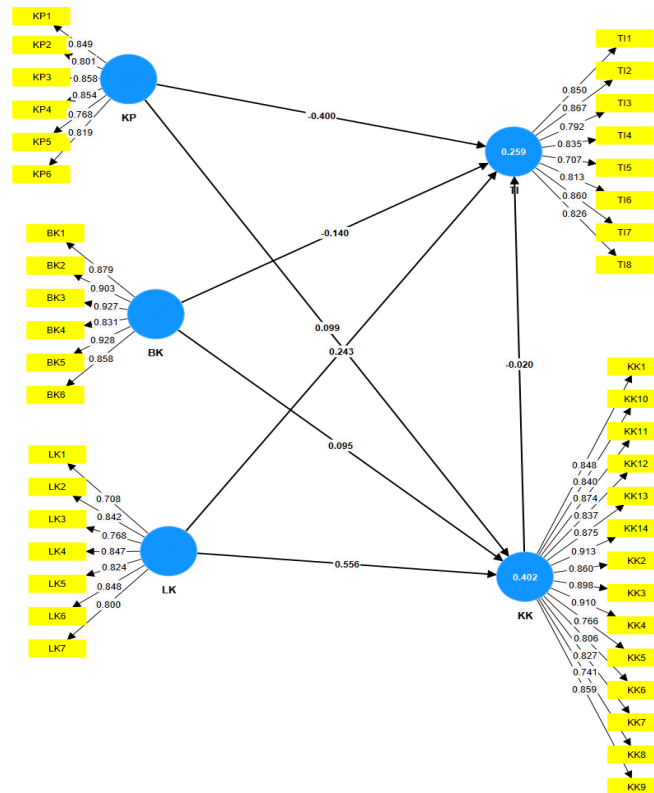 KP1
KP2
KP3
KP4
KP5
KP6
0.849
0.801
0.858
0.854
0.768
0.819
KP
BK1
BK2
BK3
BK4
BK5
BK6
0.879
0.903
0.927
0.831
0.928
0.858
BK
LK1
LK2
LK3
LK4
LK5
LK6
LK7
0.708
0.842
0.768
0.847
0.824
0.848
0.800
LK
-0.400
-0.140
0.099
0.243
0.095
0.556
-0.020
0.259
TI
0.850
0.867
0.792
0.835
0.707
0.813
0.860
0.826
TI1
TI2
TI3
TI4
TI5
TI6
TI7
TI8
0.402
KK
0.848
0.840
0.874
0.837
0.875
0.913
0.860
0.898
0.910
0.766
0.806
0.827
0.741
0.859
KK1
KK10
KK11
KK12
KK13
KK14
KK2
KK3
KK4
KK5
KK6
KK7
KK8
KK9